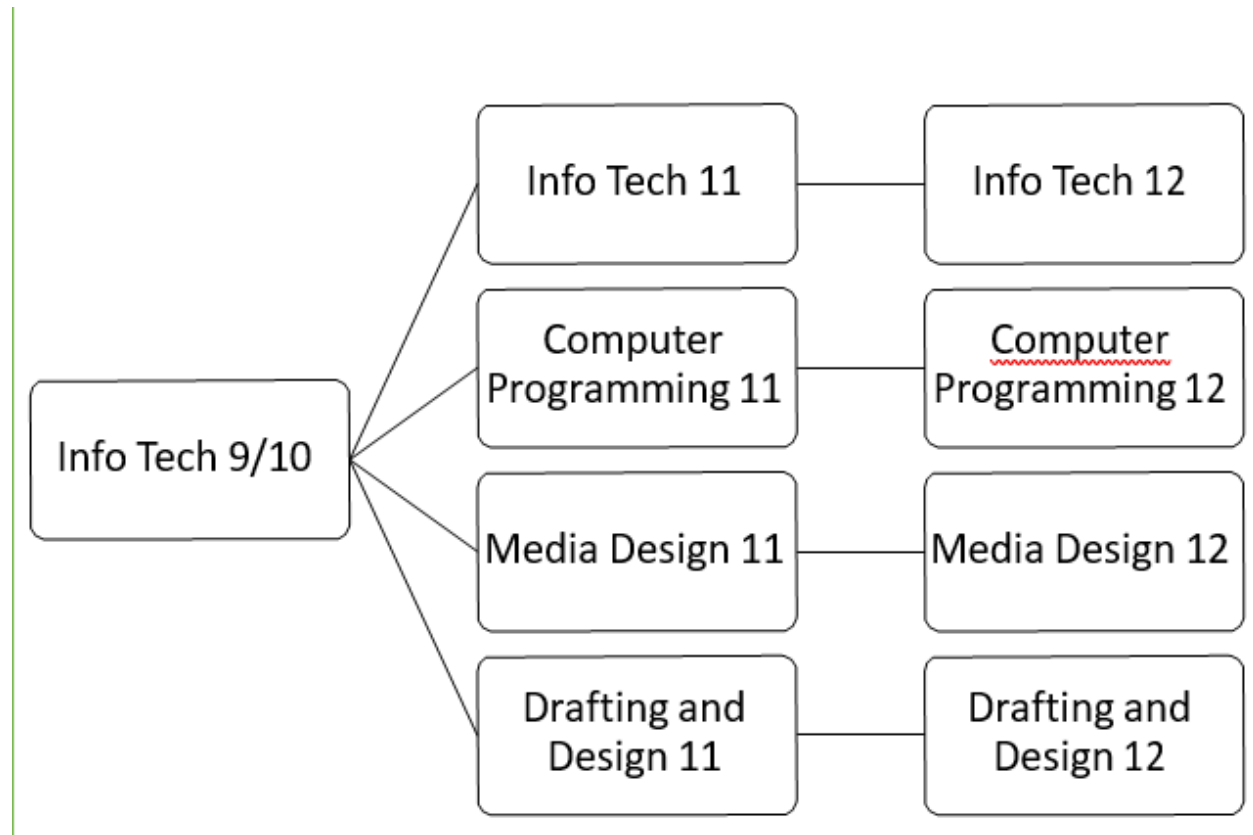 Info Tech 11
Info Tech 12
Computer
Programming 11
Computer
Programming 12
Info Tech 9/10
Media Design 11
Media Design 12
Drafting and
Design 11
Drafting and
Design 12